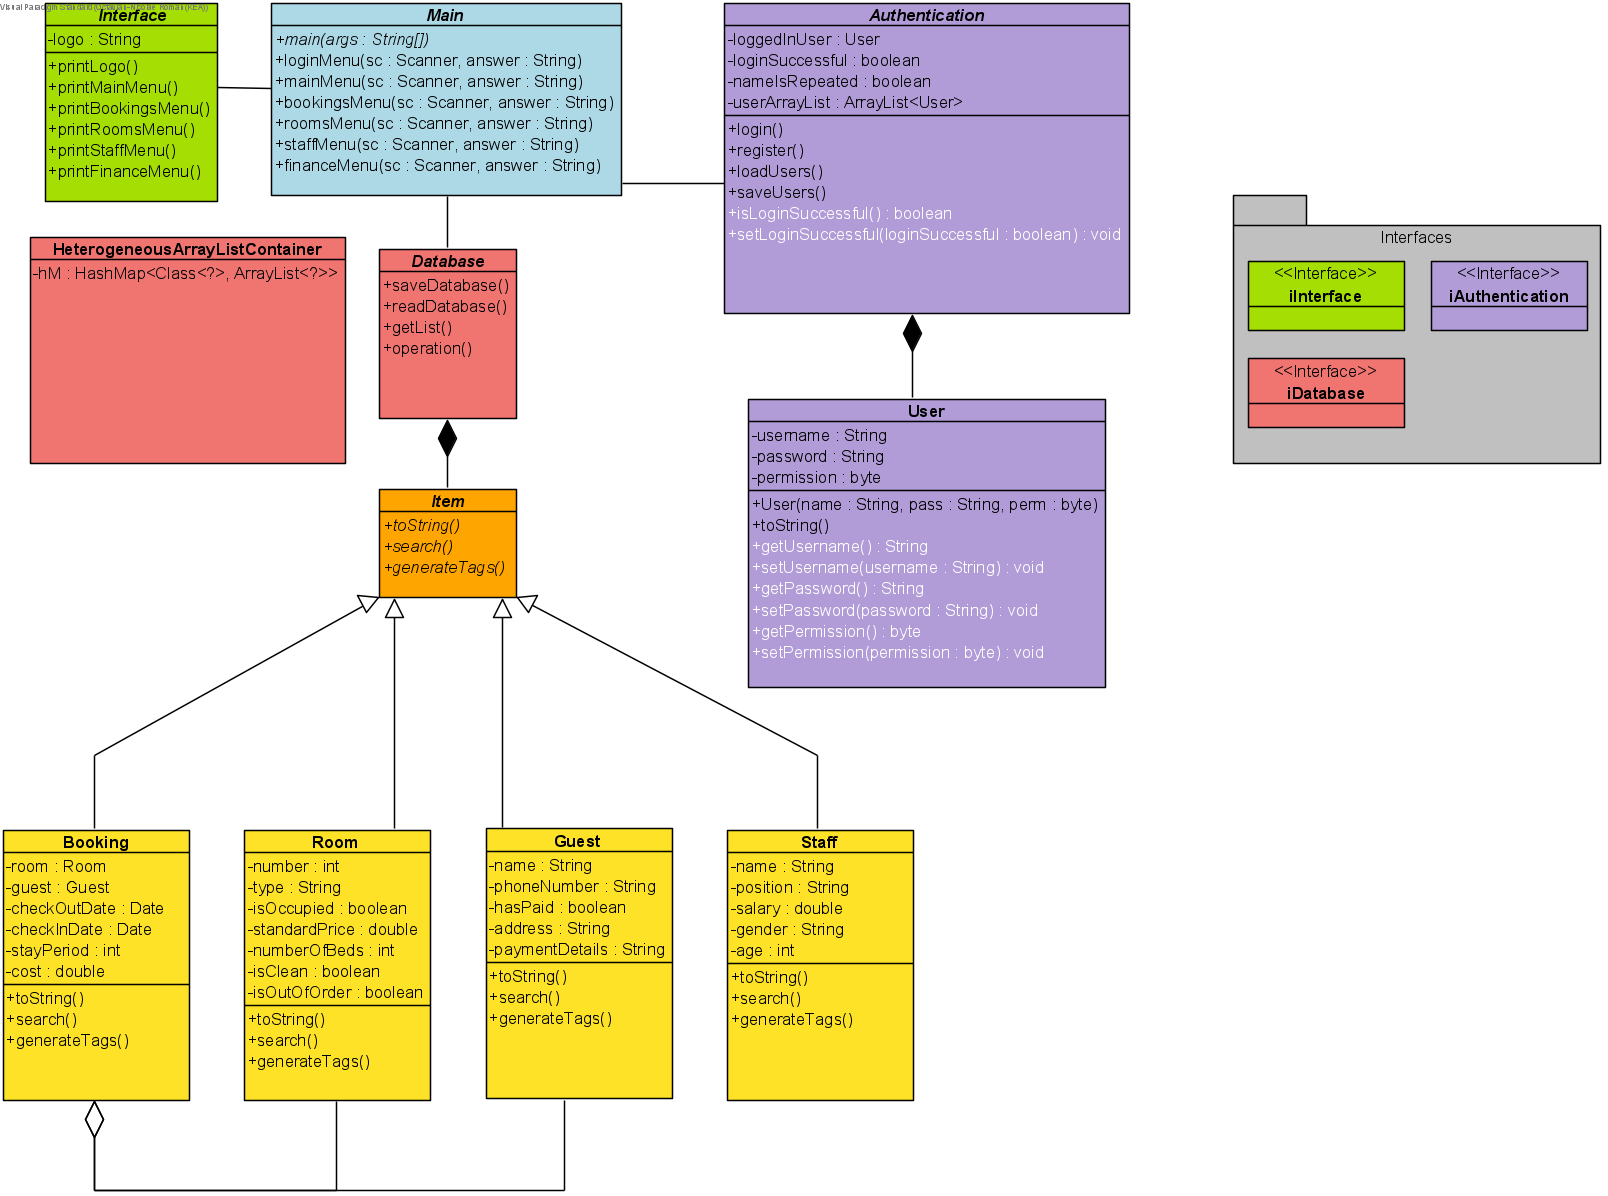 Visual Paradigm Standard(Octavian-Nicolae Roman(KEA))
Interface
-logo : String
+printLogo()
+printMainMenu()
+printBookingsMenu()
+printRoomsMenu()
+printStaffMenu()
+printFinanceMenu()
Main
+main(args : String[])
+loginMenu(sc : Scanner, answer : String)
+mainMenu(sc : Scanner, answer : String)
+bookingsMenu(sc : Scanner, answer : String)
+roomsMenu(sc : Scanner, answer : String)
+staffMenu(sc : Scanner, answer : String)
+financeMenu(sc : Scanner, answer : String)
Authentication
-loggedInUser : User
-loginSuccessful : boolean
-nameIsRepeated : boolean
-userArrayList : ArrayList<User>
+login()
+register()
+loadUsers()
+saveUsers()
+isLoginSuccessful() : boolean
+setLoginSuccessful(loginSuccessful : boolean) : void
HeterogeneousArrayListContainer
-hM : HashMap<Class<?>, ArrayList<?>>
Database
+saveDatabase()
+readDatabase()
+getList()
+operation()
Interfaces
<<Interface>>
iInterface
<<Interface>>
iAuthentication
<<Interface>>
iDatabase
User
-username : String
-password : String
-permission : byte
+User(name : String, pass : String, perm : byte)
+toString()
+getUsername() : String
+setUsername(username : String) : void
+getPassword() : String
+setPassword(password : String) : void
+getPermission() : byte
+setPermission(permission : byte) : void
Item
+toString()
+search()
+generateTags()
Booking
-room : Room
-guest : Guest
-checkOutDate : Date
-checkInDate : Date
-stayPeriod : int
-cost : double
+toString()
+search()
+generateTags()
Room
-number : int
-type : String
-isOccupied : boolean
-standardPrice : double
-numberOfBeds : int
-isClean : boolean
-isOutOfOrder : boolean
+toString()
+search()
+generateTags()
Guest
-name : String
-phoneNumber : String
-hasPaid : boolean
-address : String
-paymentDetails : String
+toString()
+search()
+generateTags()
Staff
-name : String
-position : String
-salary : double
-gender : String
-age : int
+toString()
+search()
+generateTags()